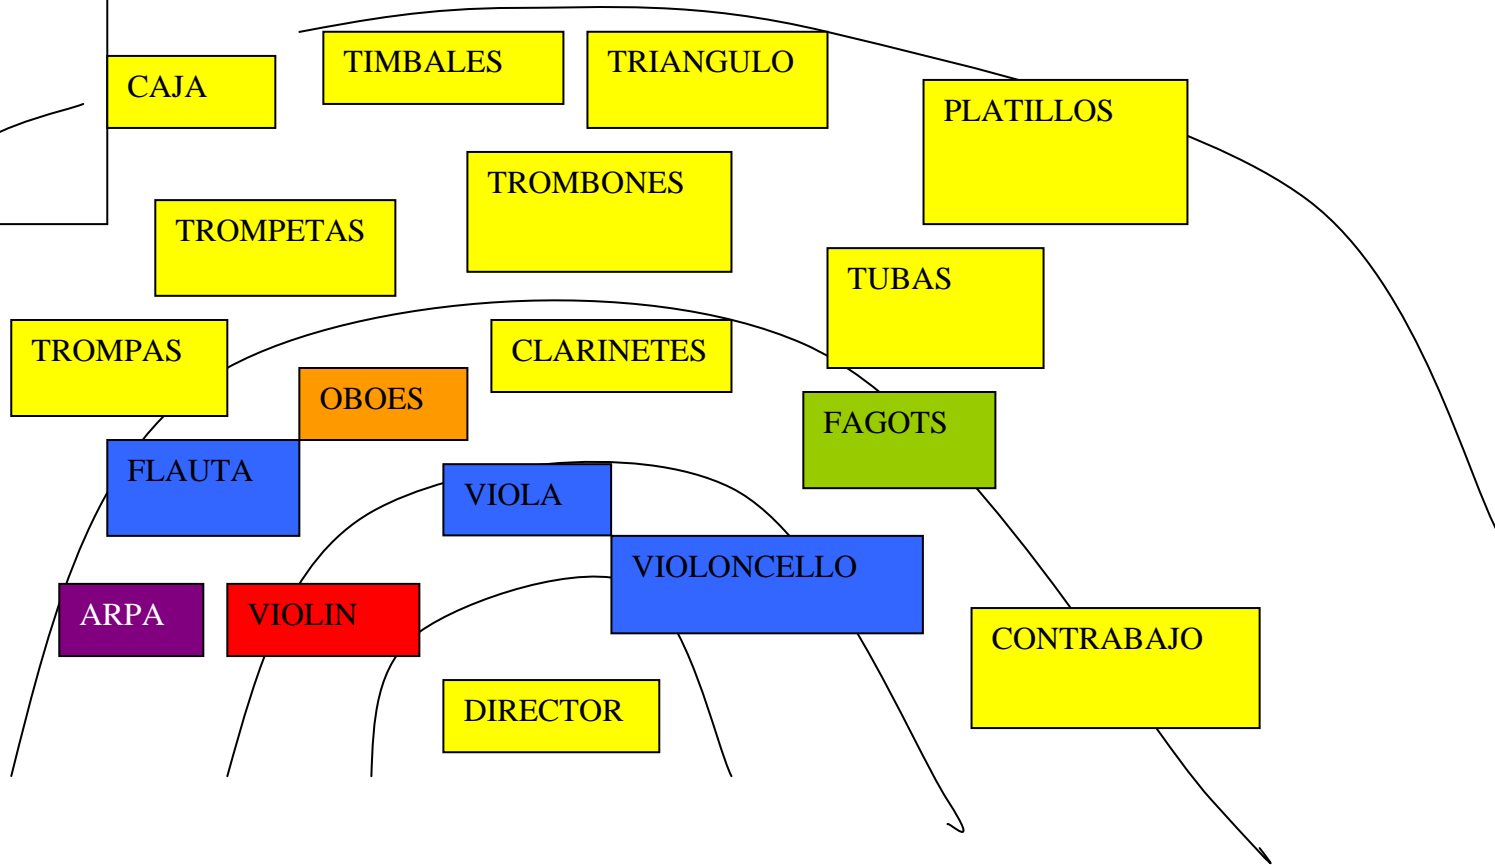 TIMBALES
TRIANGULO
CAJA
PLATILLOS
TROMBONES
TROMPETAS
TUBAS
TROMPAS
CLARINETES
OBOES
FAGOTS
FLAUTA
VIOLA
VIOLONCELLO
ARPA
VIOLIN
CONTRABAJO
DIRECTOR